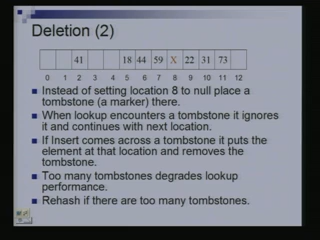 Deletion (2)
41 18 44 59 X 22 31 73
0 1 2 3 4 5 6 7 8 9 10 11 12
Instead of setting location 8 to null place a
tombstone (a marker) there.
When lookup encounters a tombstone it ignores
it and continues with next location.
If Insert comes across a tombstone it puts the
element at that location and removes the
tombstone.
Too many tombstones degrades lookup
performance.
Rehash if there are too many tombstones.